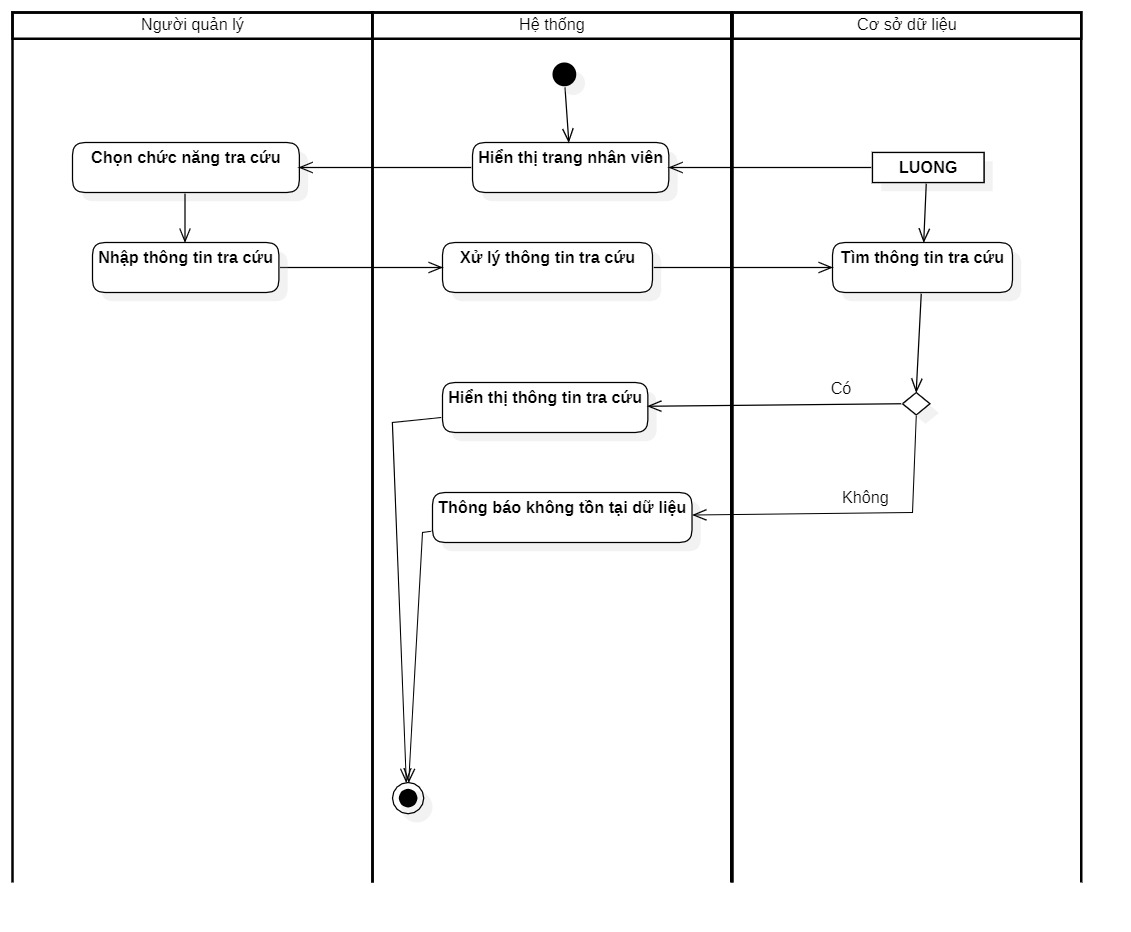 Người quản lý
Hệ thống
Cơ sở dữ liệu
Chọn chức năng tra cứu
Hiển thị trang nhân viên
LUONG
Nhập thông tin tra cứu
Xử lý thông tin tra cứu
Tìm thông tin tra cứu
Có
Hiển thị thông tin tra cứu
Không
Thông báo không tồn tại dữ liệu